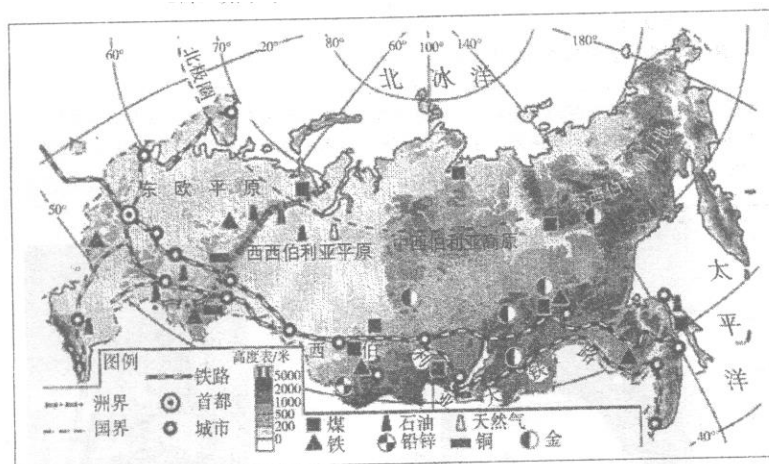 60° 70° 20° 80° 60° 100° 140° 180°
北极圈
北冰洋
东欧平原
50°
西西伯利亚平原
中西伯利亚高原
太平洋
西伯利亚大铁路
40°
图例
铁路
洲界
首都
国界
城市
高度表/米
5000
2000
1000
500
200
0
煤
石油
天然气
铁
铅锌
铜
金